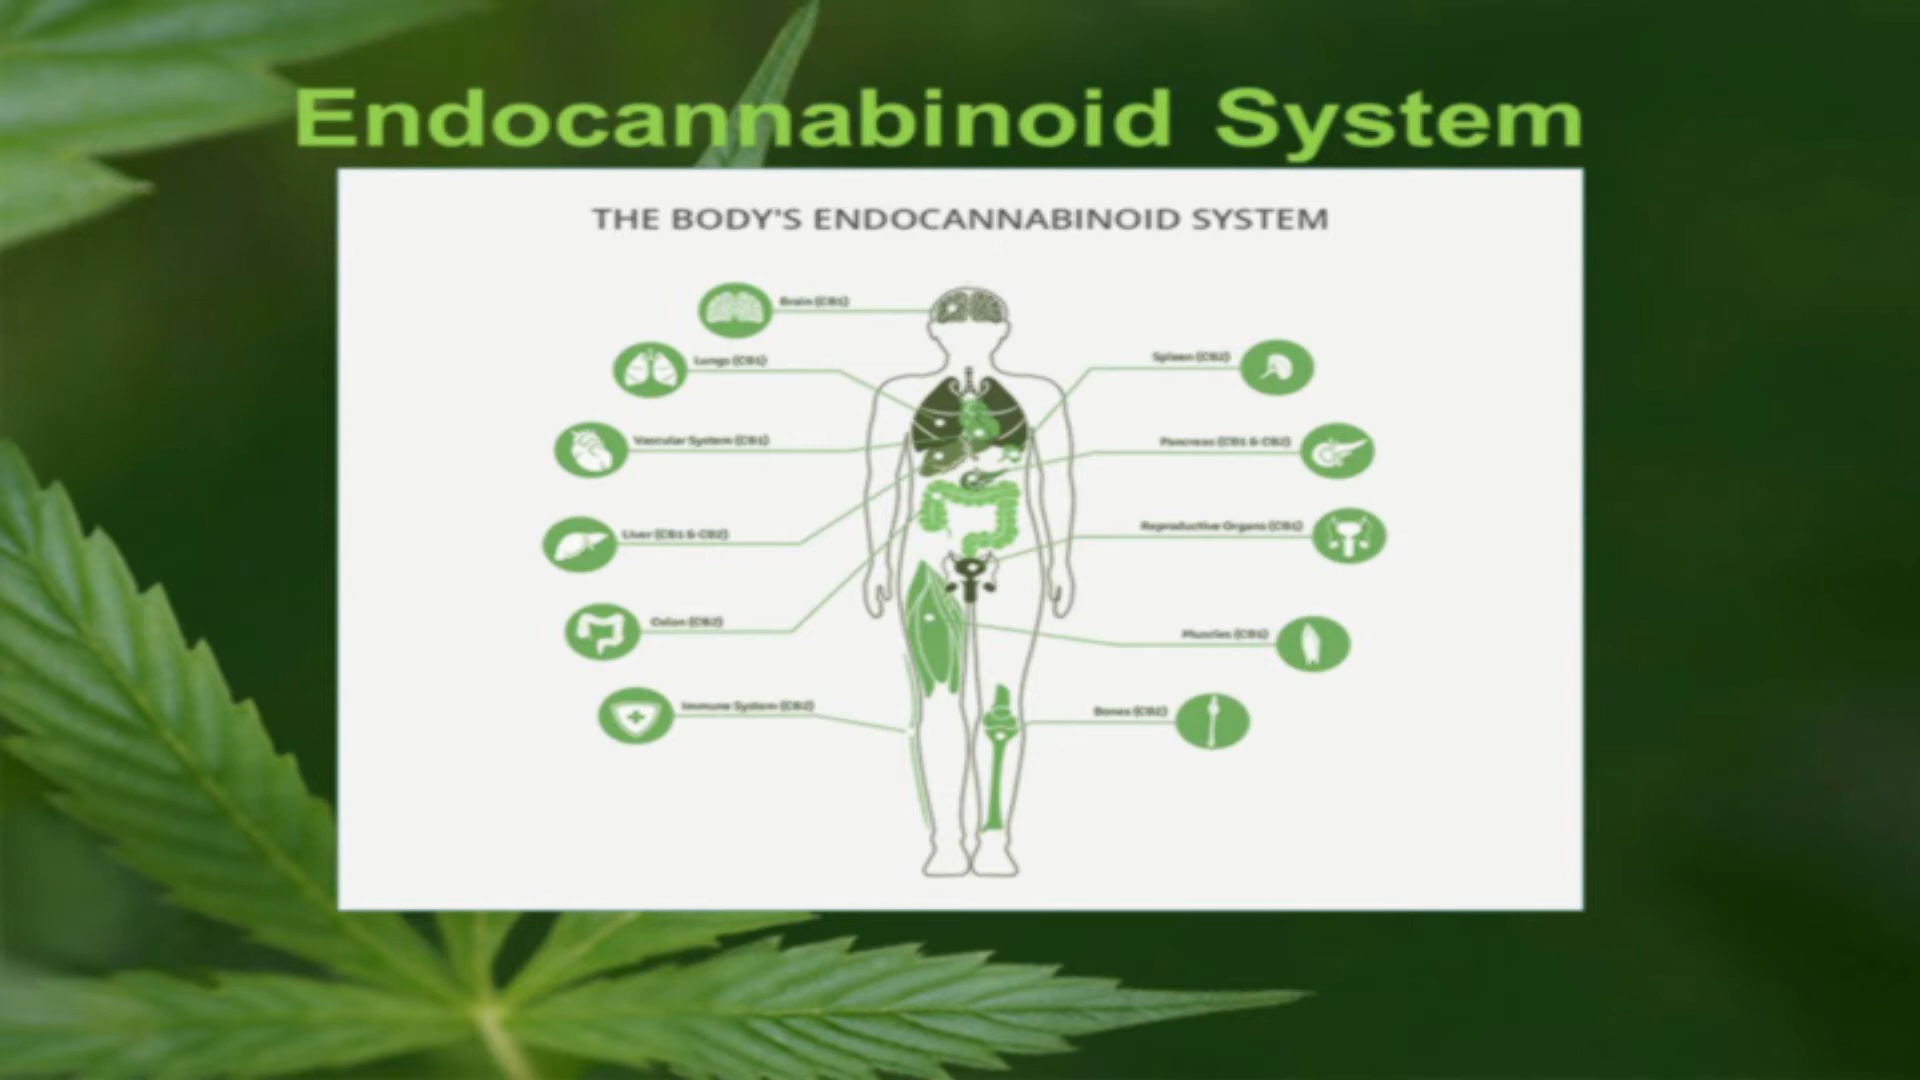 Endocannabinoid System
THE BODY'S ENDOCANNABINOID SYSTEM
Brain (CB1)
Lungs (CB1)
Vascular System (CB1)
Liver (CB1 & CB2)
Colon (CB2)
Immune System (CB2)
Spleen (CB2)
Pancreas (CB1 & CB2)
Reproductive Organs (CB1)
Muscles (CB1)
Bones (CB2)